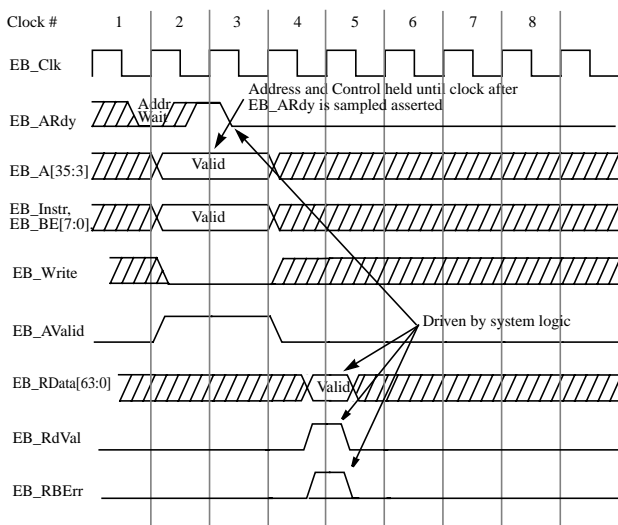 Clock # 1 2 3 4 5 6 7 8
EB_Clk
Address and Control held until clock after
EB_ARdy is sampled asserted
Addr
Wait
EB_ARdy
EB_A[35:3] Valid
EB_Instr,
EB_BE[7:0] Valid
EB_Write
EB_AValid
Driven by system logic
EB_RData[63:0] Valid
EB_RdVal
EB_RBErr